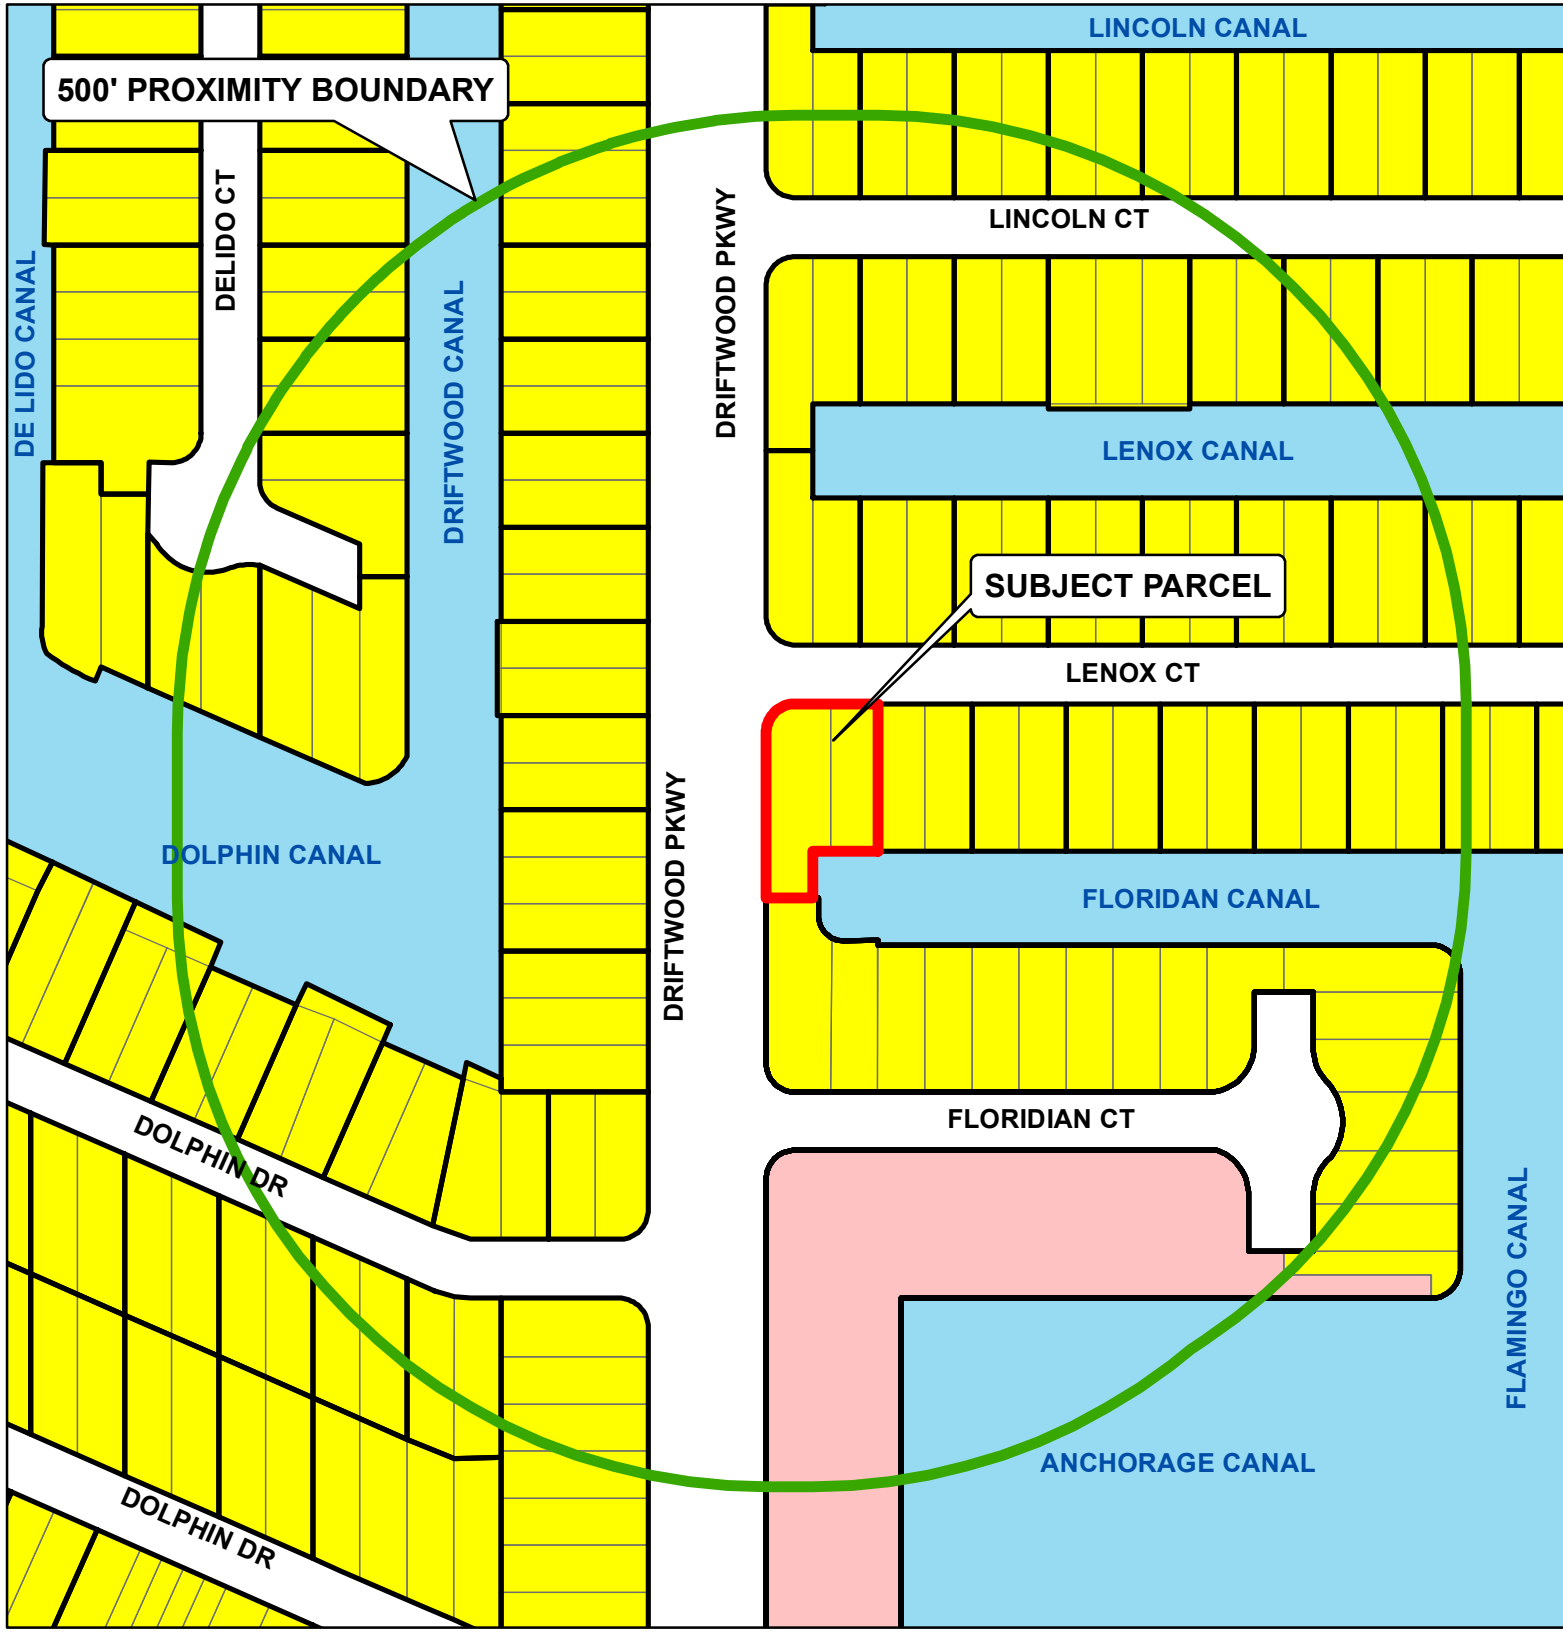 LINCOLN CANAL
500' PROXIMITY BOUNDARY
DELIDO CT
LINCOLN CT
DRIFTWOOD PKWY
DE LIDO CANAL
DRIFTWOOD CANAL
LENOX CANAL
SUBJECT PARCEL
LENOX CT
DOLPHIN CANAL
DRIFTWOOD PKWY
FLORIDAN CANAL
FLORIDIAN CT
DOLPHIN DR
FLAMINGO CANAL
ANCHORAGE CANAL
DOLPHIN DR